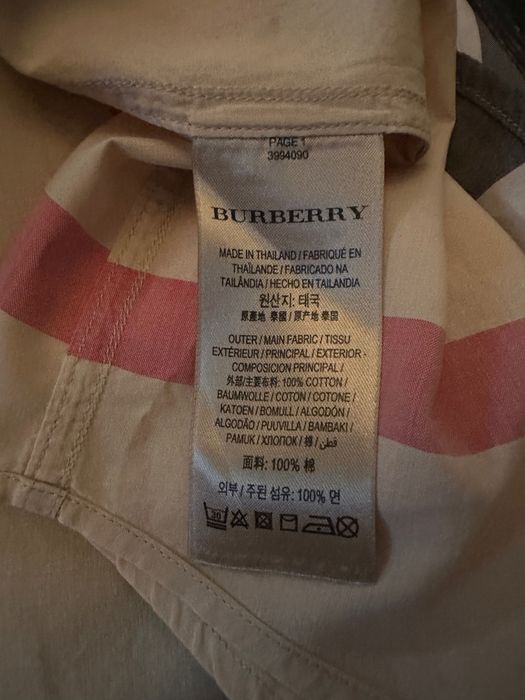 PAGE 1
3994090
BURBERRY
MADE IN THAILAND / FABRIQUÉ EN
THAÏLANDE / FABRICADO NA
TAILÂNDIA / HECHO EN TAILANDIA
원산지: 태국
原產地 泰國 / 原产地 泰国
OUTER / MAIN FABRIC / TISSU
EXTÉRIEUR / PRINCIPAL / EXTERIOR -
COMPOSICIÓN PRINCIPAL /
外部/主要布料: 100% COTTON /
BAUMWOLLE / COTON / COTONE /
KATOEN / BOMULL / ALGODÓN /
ALGODÃO / PUUVILLA / BAMBAKI /
PAMUK / ХЛОПОК / 棉 / قطن
面料: 100% 棉
외부 / 주된 섬유: 100% 면
30